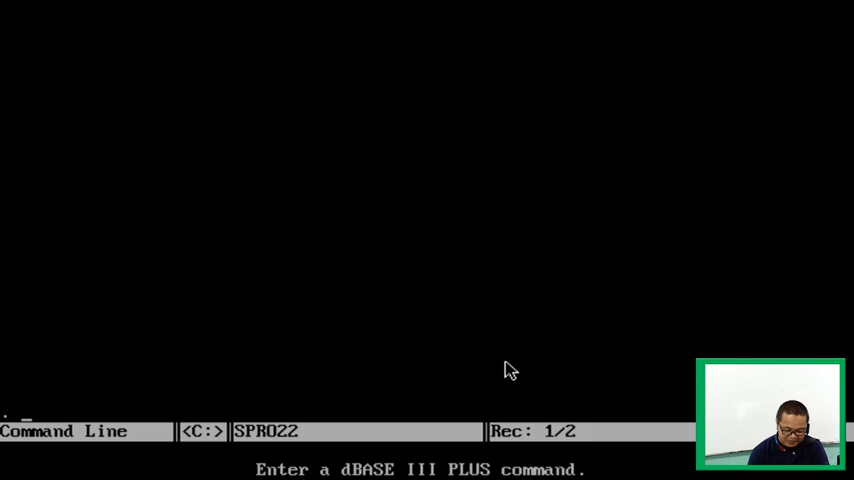 . _
Command Line <C:> SPRO22 Rec: 1/2
Enter a dBASE III PLUS command.